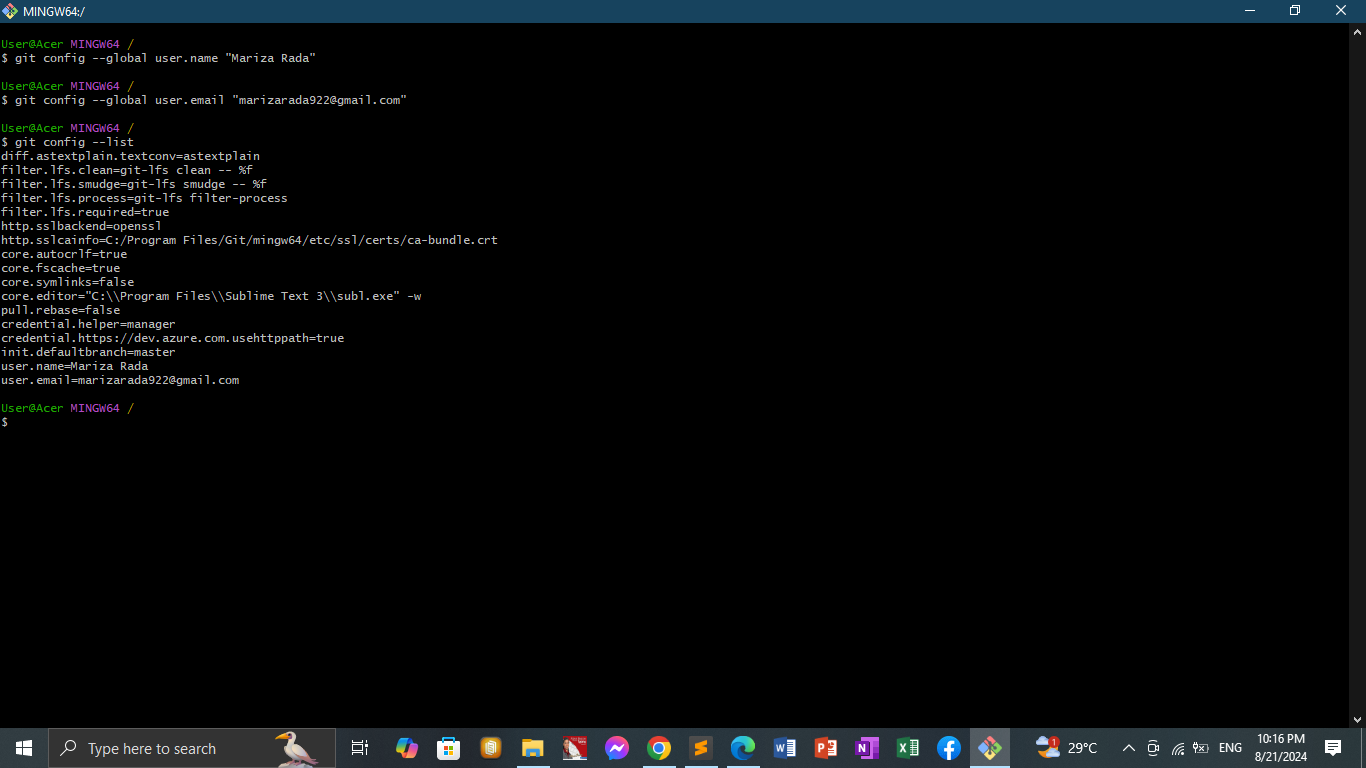 MINGW64:/
User@Acer MINGW64 /
$ git config --global user.name "Mariza Rada"
User@Acer MINGW64 /
$ git config --global user.email "marizarada922@gmail.com"
User@Acer MINGW64 /
$ git config --list
diff.astextplain.textconv=astextplain
filter.lfs.clean=git-lfs clean -- %f
filter.lfs.smudge=git-lfs smudge -- %f
filter.lfs.process=git-lfs filter-process
filter.lfs.required=true
http.sslbackend=openssl
http.sslcainfo=C:/Program Files/Git/mingw64/etc/ssl/certs/ca-bundle.crt
core.autocrlf=true
core.fscache=true
core.symlinks=false
core.editor="C:\\Program Files\\Sublime Text 3\\subl.exe" -w
pull.rebase=false
credential.helper=manager
credential.https://dev.azure.com.usehttppath=true
init.defaultbranch=master
user.name=Mariza Rada
user.email=marizarada922@gmail.com
User@Acer MINGW64 /
$
Type here to search
1
29°C
ENG
10:16 PM
8/21/2024